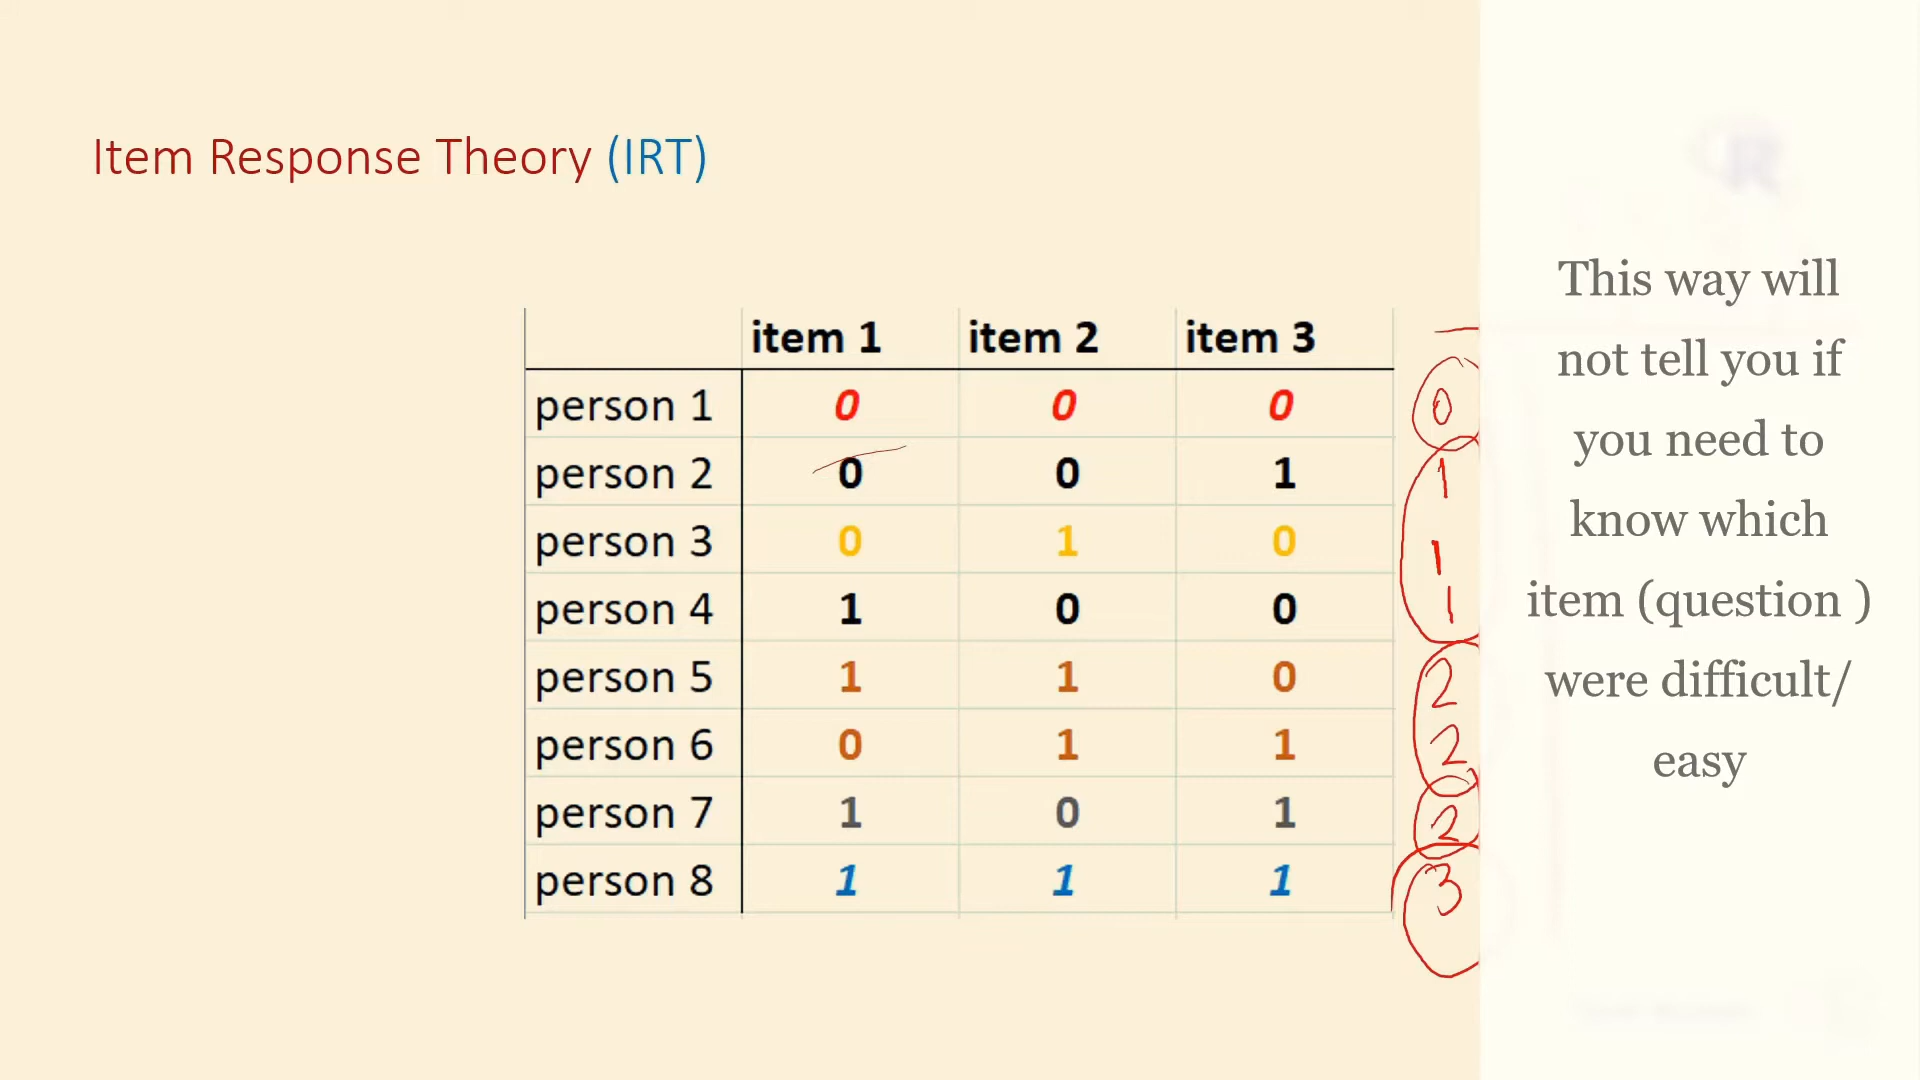 Item Response Theory (IRT)
item 1 item 2 item 3
person 1 0 0 0 0
person 2 0 0 1 1
person 3 0 1 0 1
person 4 1 0 0 1
person 5 1 1 0 2
person 6 0 1 1 2
person 7 1 0 1 2
person 8 1 1 1 3
R
This way will
not tell you if
you need to
know which
item (question )
were difficult/
easy